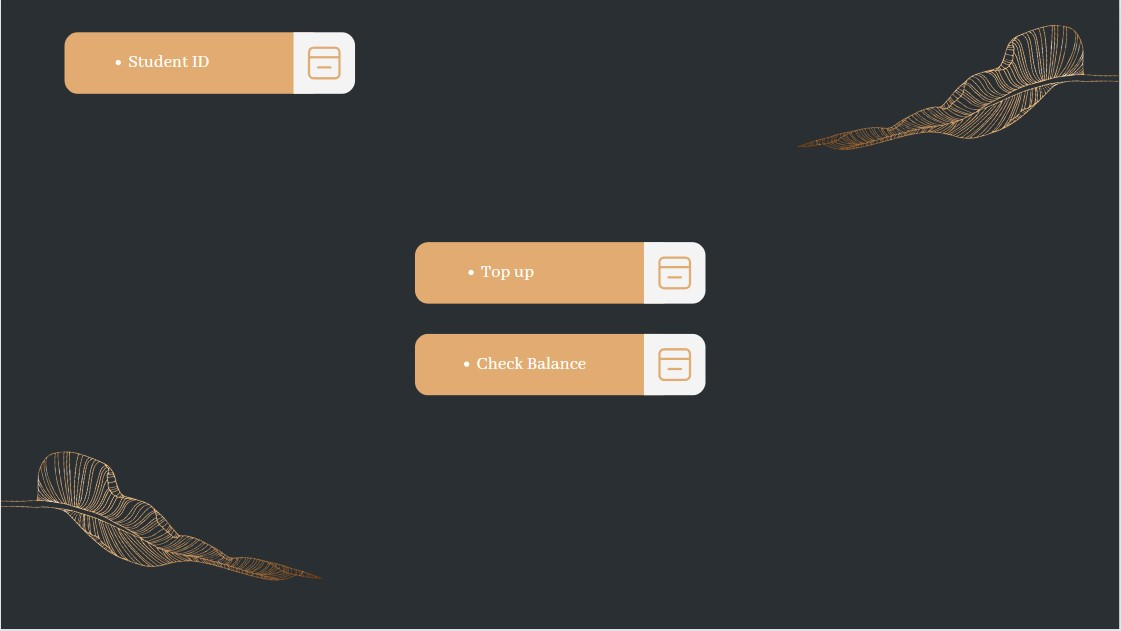 • Student ID
• Top up
• Check Balance